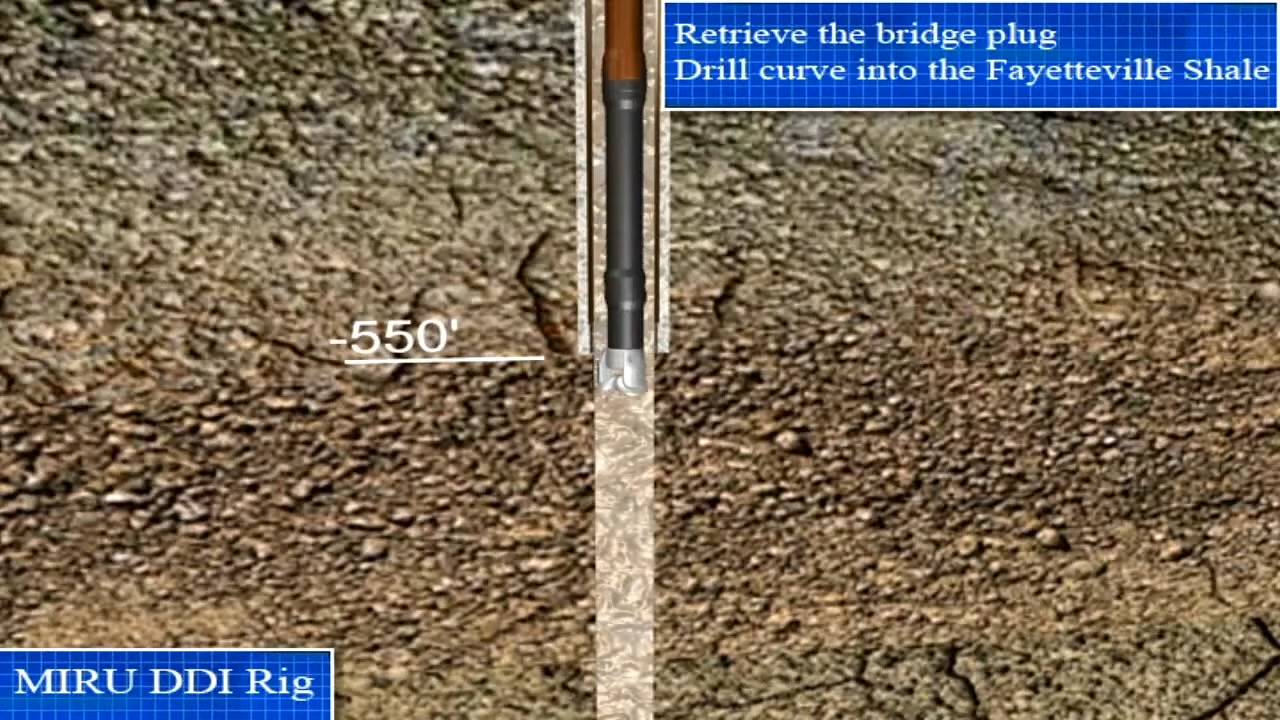 Retrieve the bridge plug
Drill curve into the Fayetteville Shale
-550'
MIRU DDI Rig